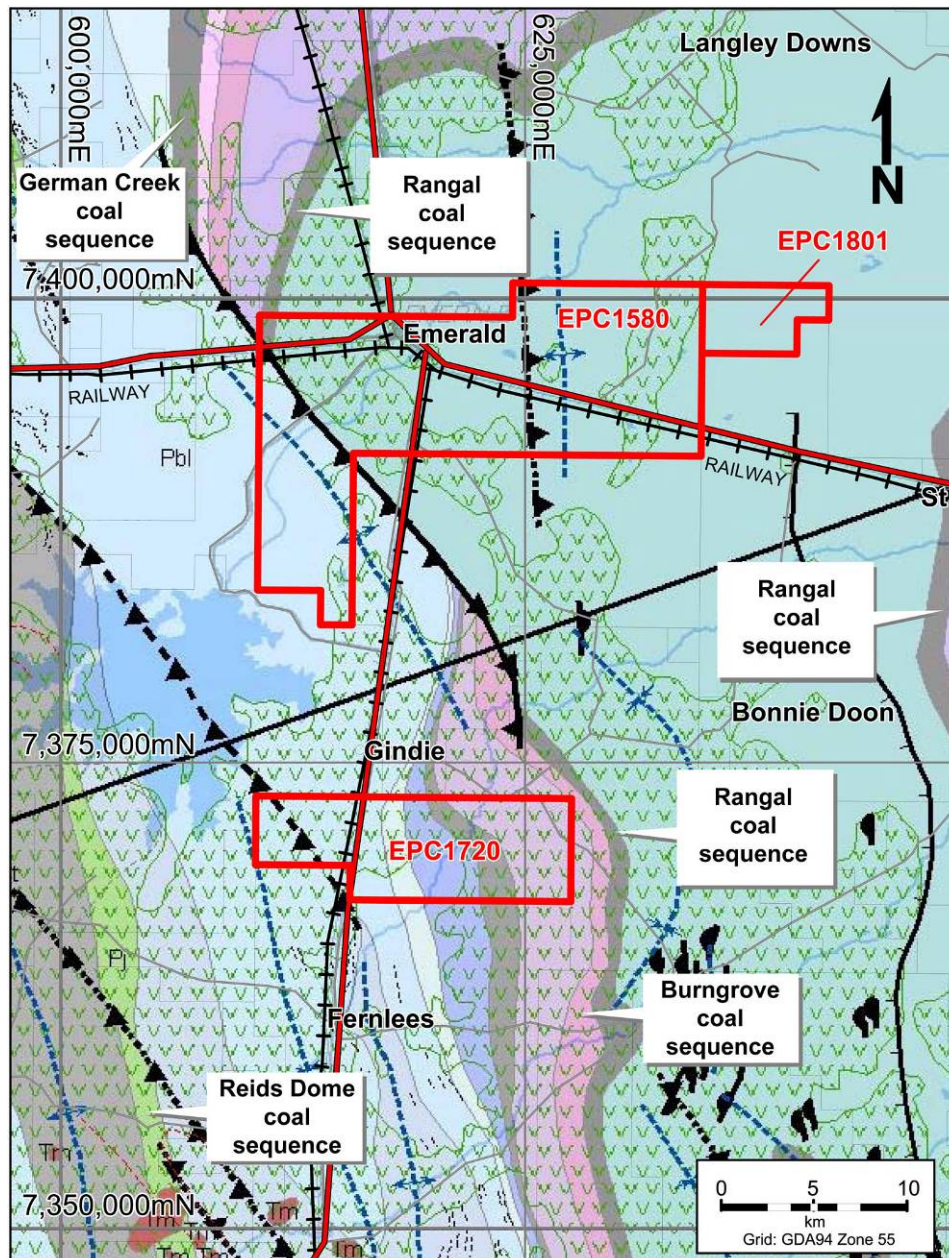 600,000mE
625,000mE
Langley Downs
N
German Creek
coal
sequence
Rangal
coal
sequence
EPC1801
7,400,000mN
EPC1580
Emerald
RAILWAY
Pbl
RAILWAY
St
Rangal
coal
sequence
Bonnie Doon
7,375,000mN
Gindie
Rangal
coal
sequence
EPC1720
Pj
Burngrove
coal
sequence
Fernlees
Reids Dome
coal
sequence
Tm
7,350,000mN
Tm
Tm
Tm
Tm
Tm
0 5 10
km
Grid: GDA94 Zone 55